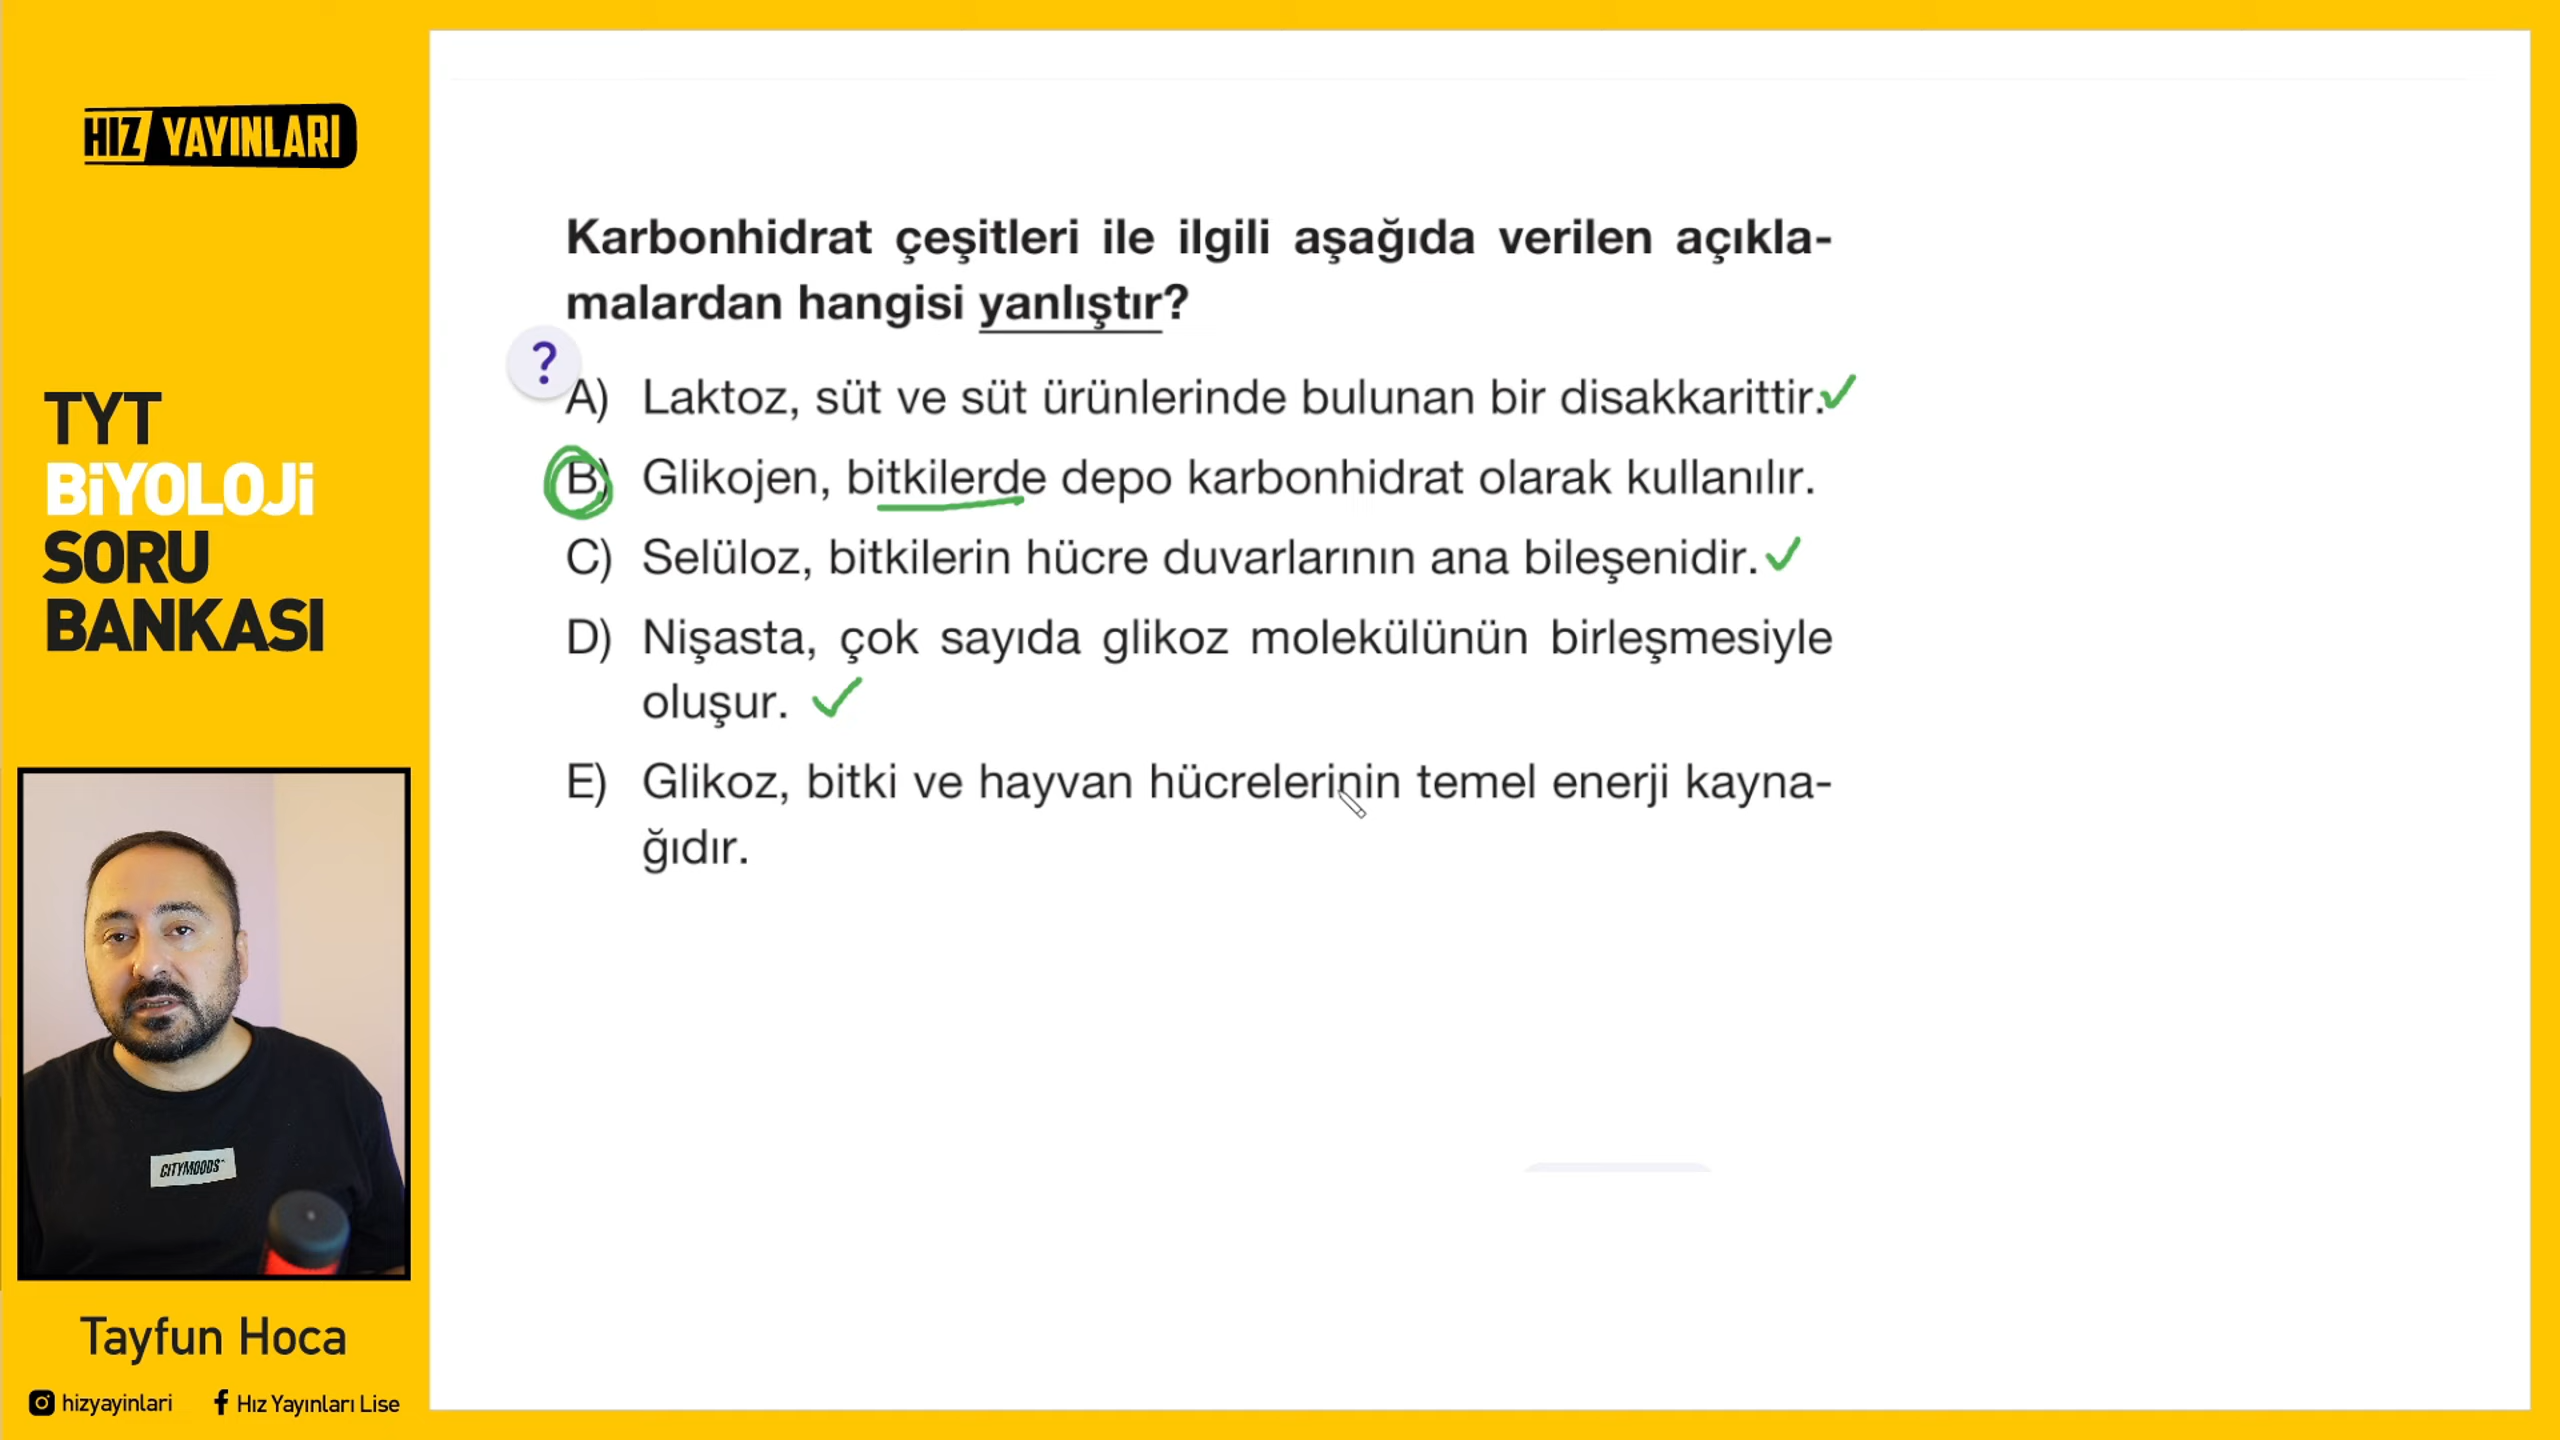 HIZ YAYINLARI
TYT
BİYOLOJİ
SORU
BANKASI
CITYMOODS
Tayfun Hoca
hizyayinlari
Hız Yayınları Lise
Karbonhidrat çeşitleri ile ilgili aşağıda verilen açıkla-
malardan hangisi yanlıştır?
?
A) Laktoz, süt ve süt ürünlerinde bulunan bir disakkarittir.
B) Glikojen, bitkilerde depo karbonhidrat olarak kullanılır.
C) Selüloz, bitkilerin hücre duvarlarının ana bileşenidir.
D) Nişasta, çok sayıda glikoz molekülünün birleşmesiyle
oluşur.
E) Glikoz, bitki ve hayvan hücrelerinin temel enerji kayna-
ğıdır.